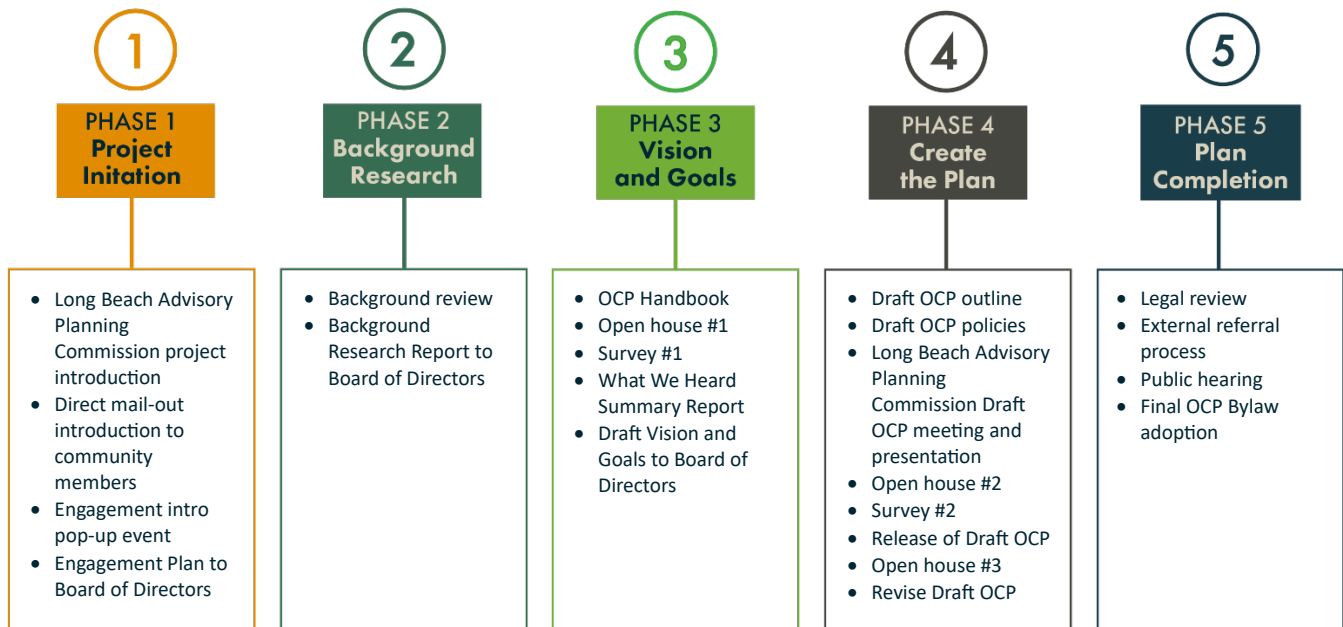 1
PHASE 1
Project
Initation
• Long Beach Advisory
Planning
Commission project
introduction
• Direct mail-out
introduction to
community
members
• Engagement intro
pop-up event
• Engagement Plan to
Board of Directors
2
PHASE 2
Background
Research
• Background review
• Background
Research Report to
Board of Directors
3
PHASE 3
Vision
and Goals
• OCP Handbook
• Open house #1
• Survey #1
• What We Heard
Summary Report
• Draft Vision and
Goals to Board of
Directors
4
PHASE 4
Create
the Plan
• Draft OCP outline
• Draft OCP policies
• Long Beach Advisory
Planning
Commission Draft
OCP meeting and
presentation
• Open house #2
• Survey #2
• Release of Draft OCP
• Open house #3
• Revise Draft OCP
5
PHASE 5
Plan
Completion
• Legal review
• External referral
process
• Public hearing
• Final OCP Bylaw
adoption